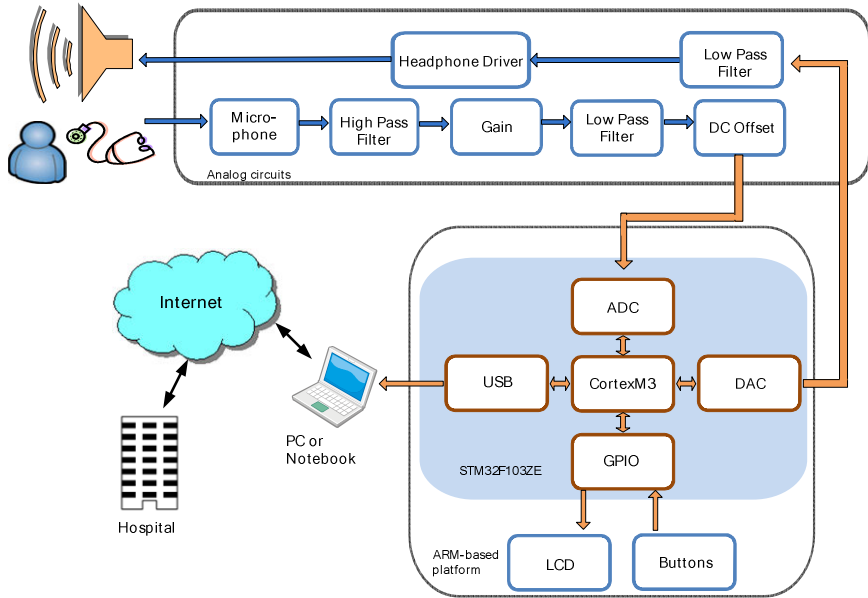 Headphone Driver
Low Pass
Filter
Micro-
phone
High Pass
Filter
Gain
Low Pass
Filter
DC Offset
Analog circuits
Internet
ADC
USB
CortexM3
DAC
PC or
Notebook
GPIO
STM32F103ZE
Hospital
ARM-based
platform
LCD
Buttons